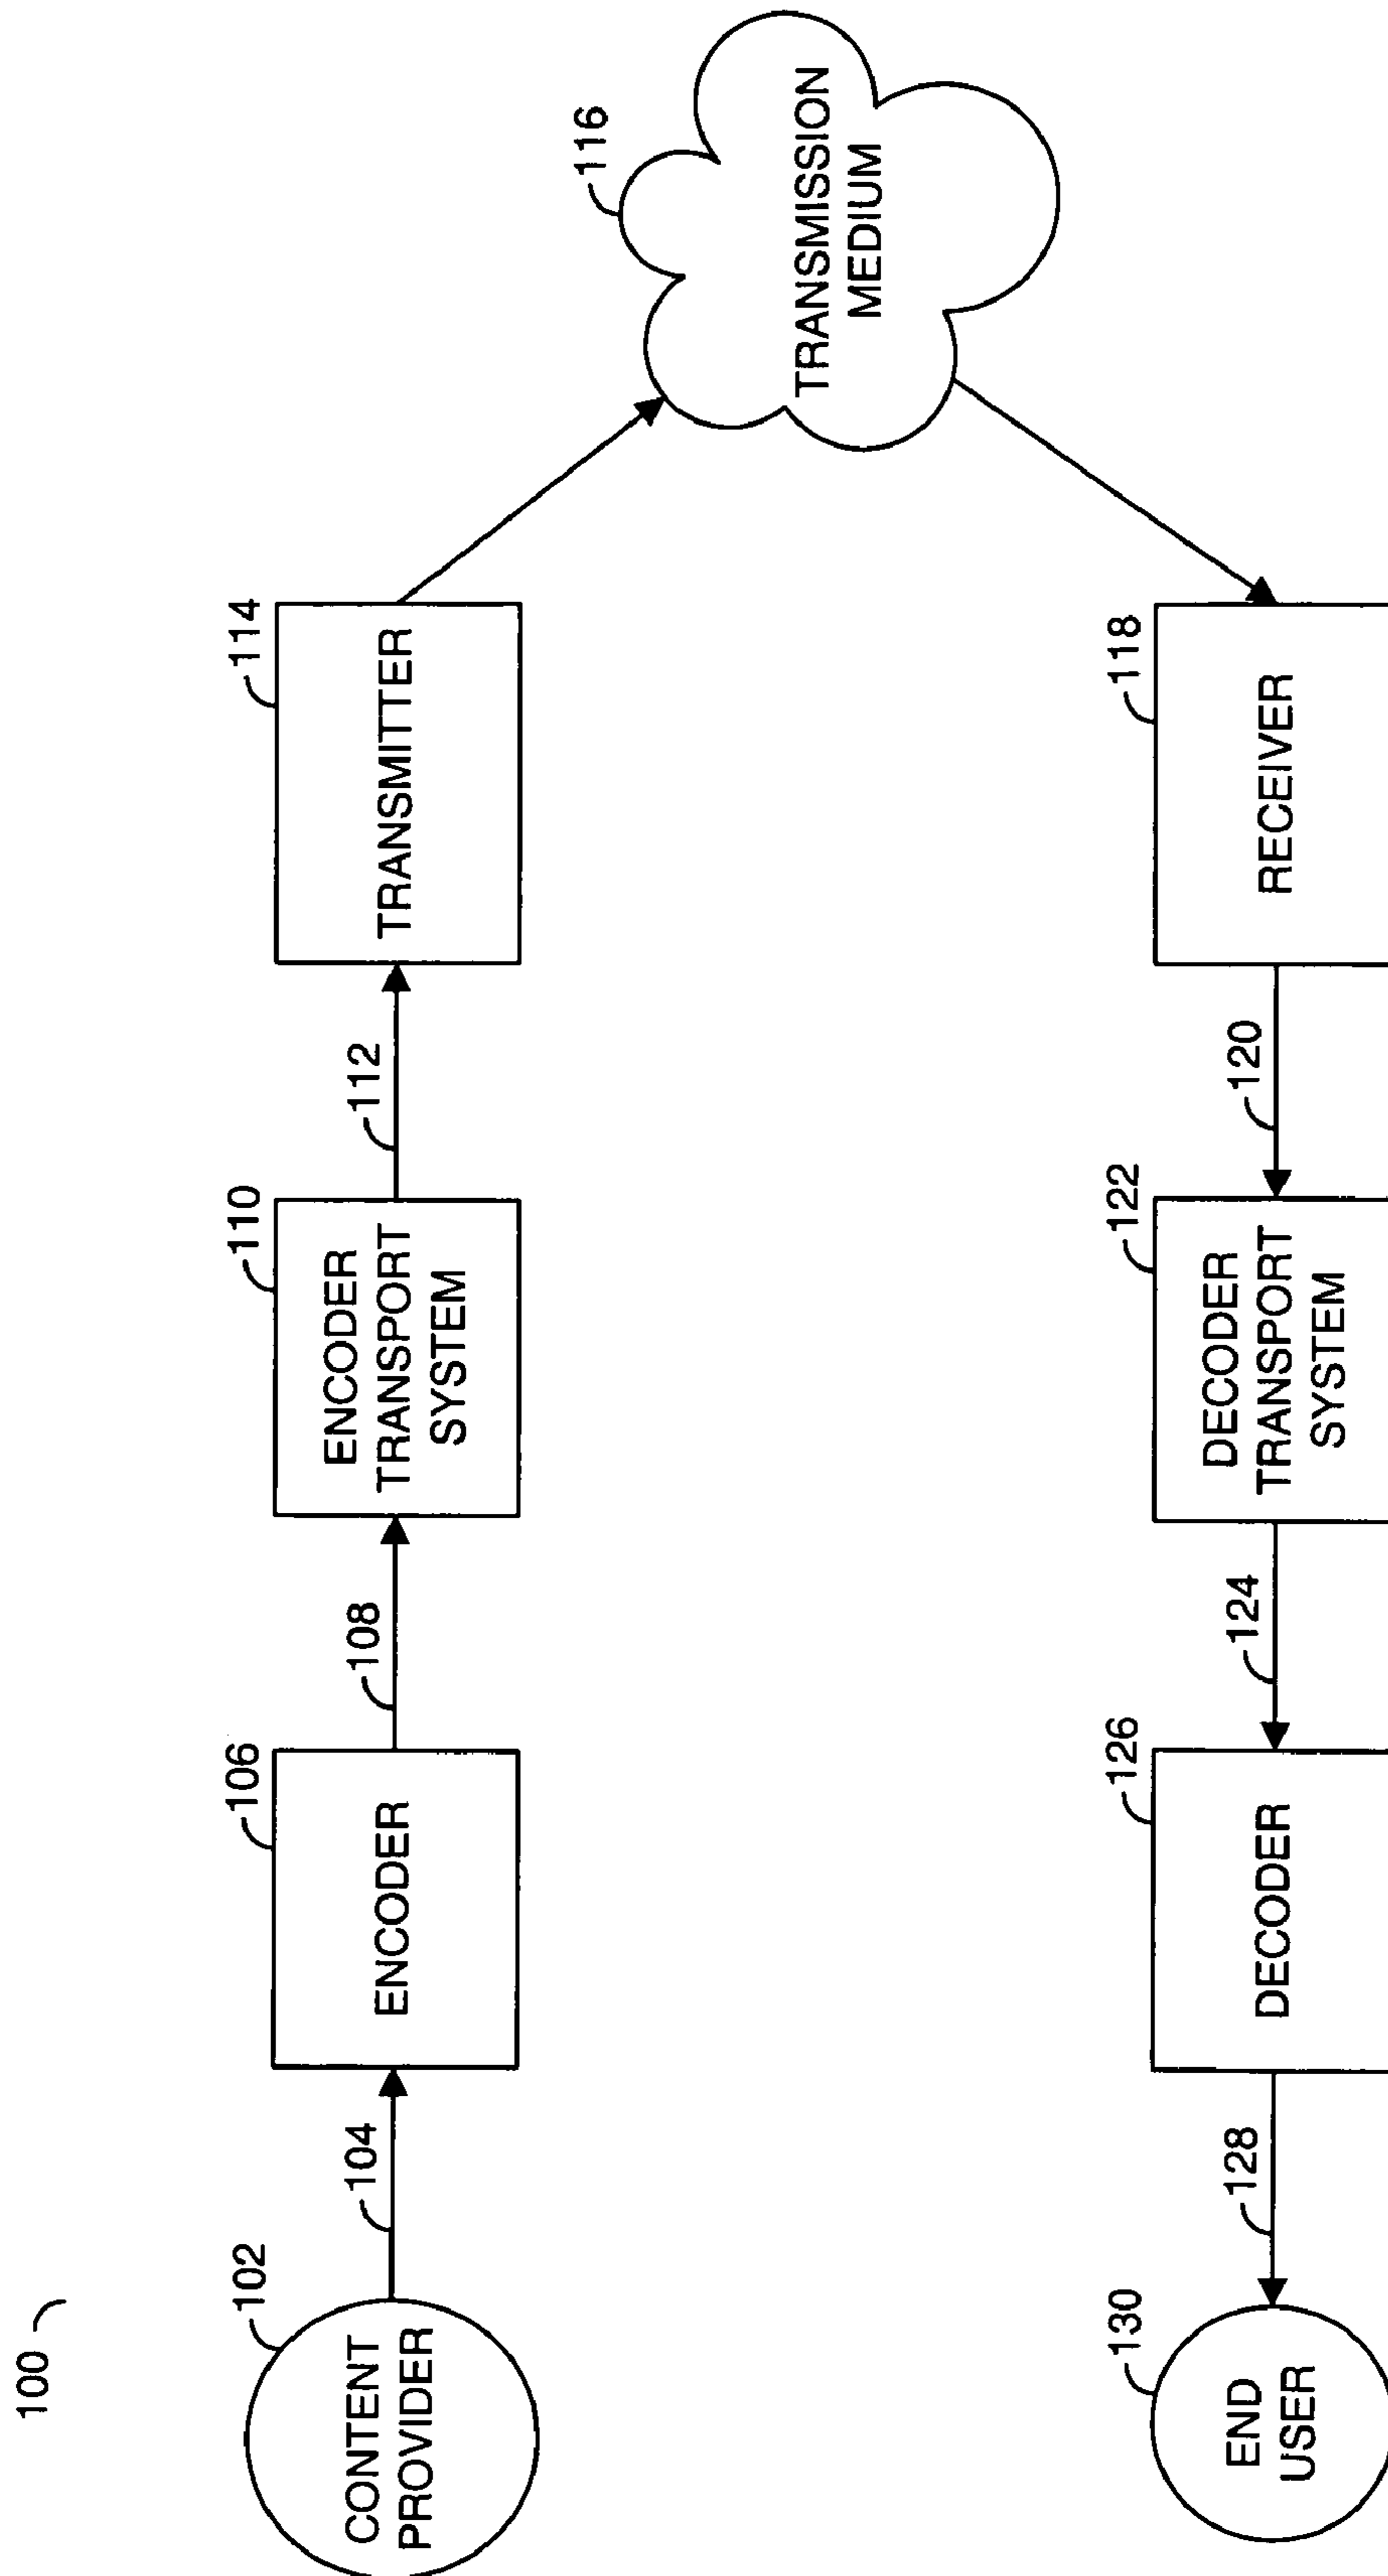 100
102
CONTENT
PROVIDER
104
106
ENCODER
108
110
ENCODER
TRANSPORT
SYSTEM
112
114
TRANSMITTER
116
TRANSMISSION
MEDIUM
118
RECEIVER
120
122
DECODER
TRANSPORT
SYSTEM
124
126
DECODER
128
130
END
USER